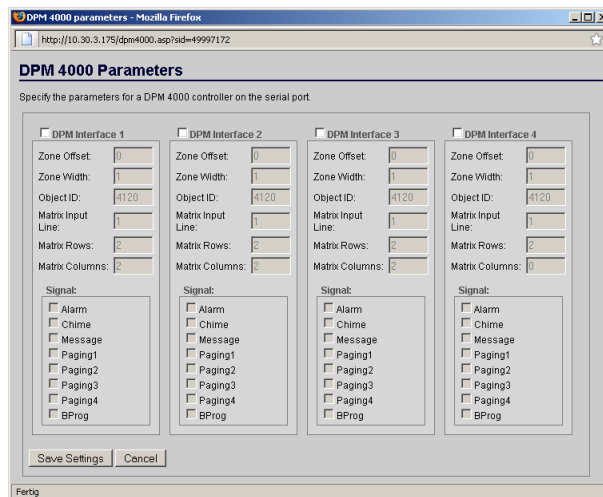 DPM 4000 parameters - Mozilla Firefox
http://10.30.3.175/dpm4000.asp?sid=49997172
DPM 4000 Parameters
Specify the parameters for a DPM 4000 controller on the serial port.
DPM Interface 1
Zone Offset: 0
Zone Width: 1
Object ID: 4120
Matrix Input
Line: 1
Matrix Rows: 2
Matrix Columns: 2
Signal:
Alarm
Chime
Message
Paging1
Paging2
Paging3
Paging4
BProg
DPM Interface 2
Zone Offset: 0
Zone Width: 1
Object ID: 4120
Matrix Input
Line: 1
Matrix Rows: 2
Matrix Columns: 2
Signal:
Alarm
Chime
Message
Paging1
Paging2
Paging3
Paging4
BProg
DPM Interface 3
Zone Offset: 0
Zone Width: 1
Object ID: 4120
Matrix Input
Line: 1
Matrix Rows: 2
Matrix Columns: 2
Signal:
Alarm
Chime
Message
Paging1
Paging2
Paging3
Paging4
BProg
DPM Interface 4
Zone Offset: 0
Zone Width: 1
Object ID: 4120
Matrix Input
Line: 1
Matrix Rows: 2
Matrix Columns: 0
Signal:
Alarm
Chime
Message
Paging1
Paging2
Paging3
Paging4
BProg
Save Settings Cancel
Fertig